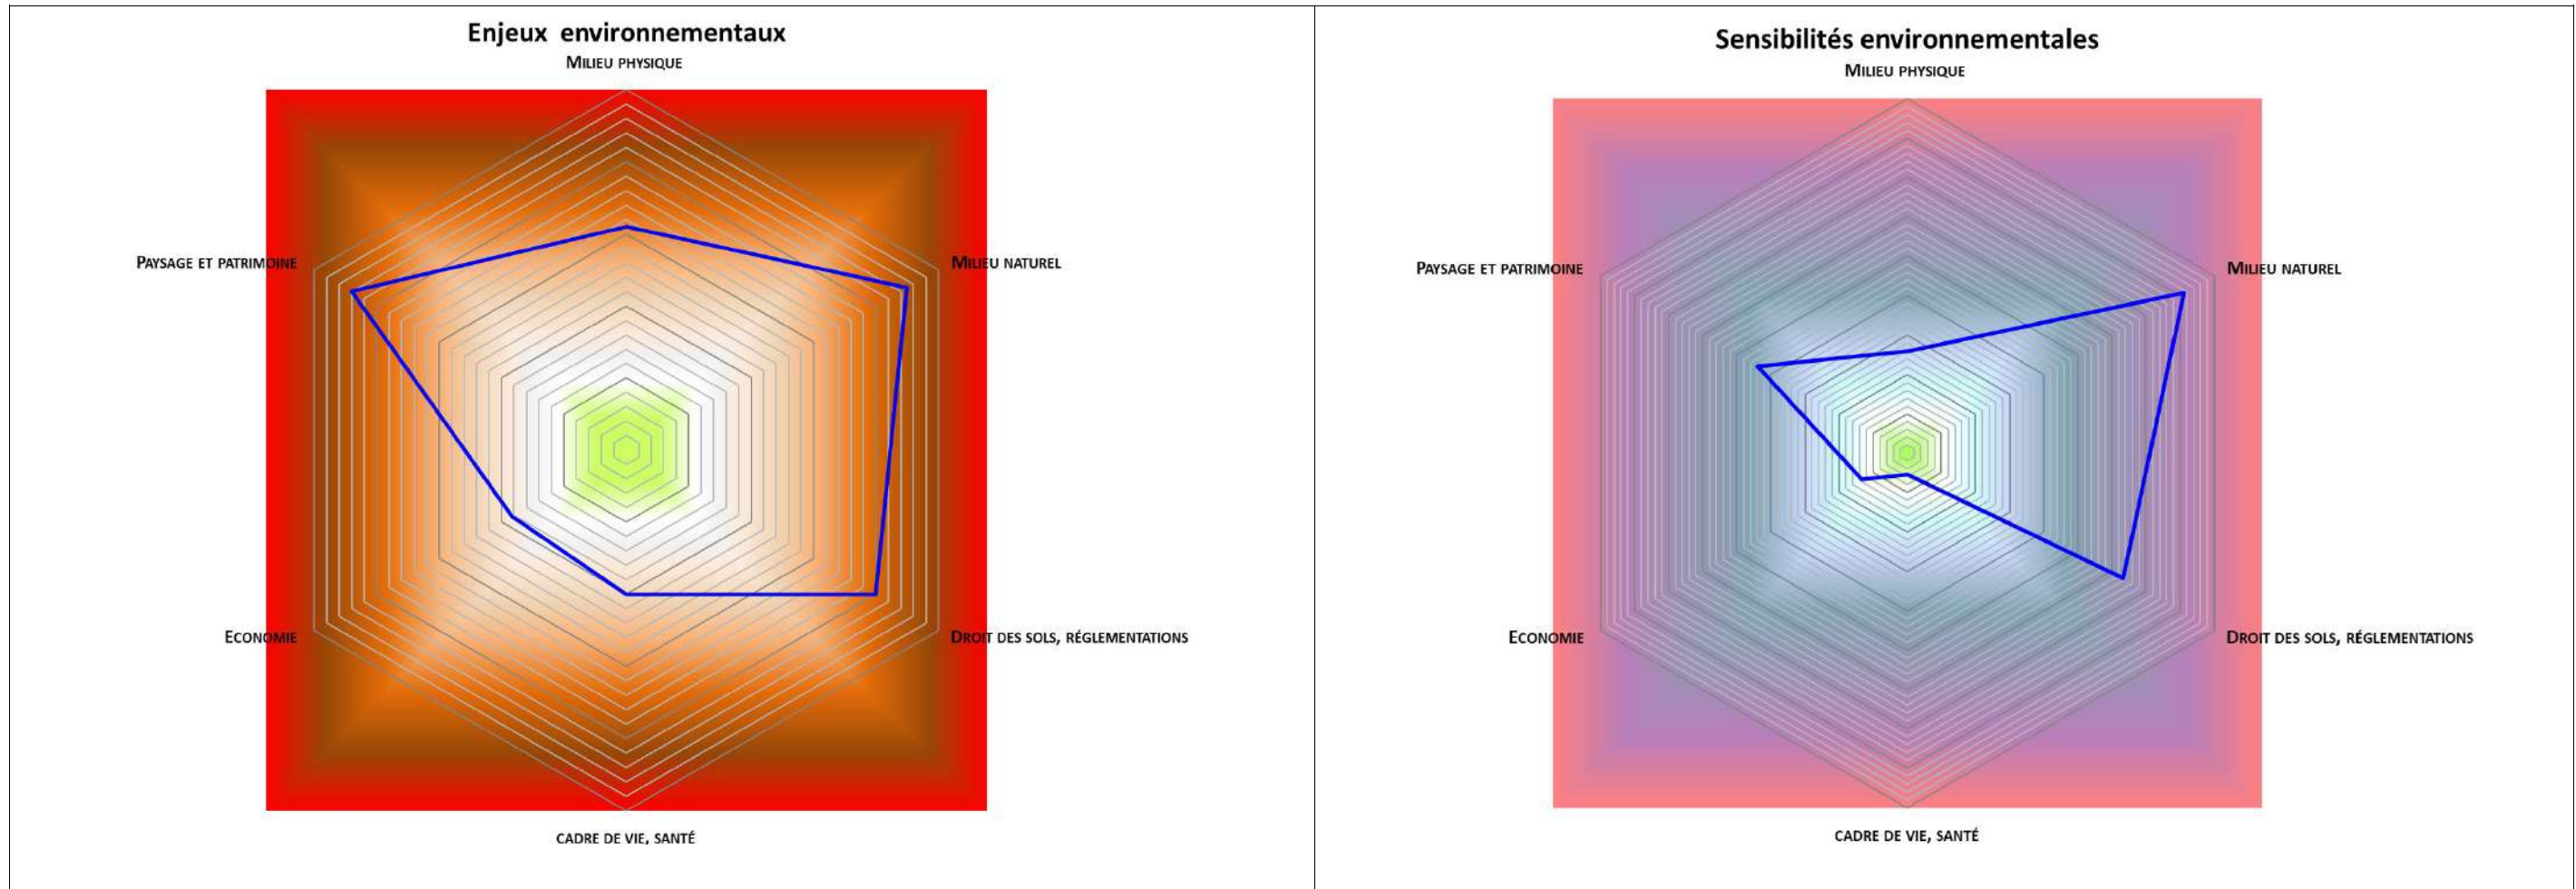 Enjeux environnementaux
MILIEU PHYSIQUE
PAYSAGE ET PATRIMOINE
MILIEU NATUREL
ECONOMIE
DROIT DES SOLS, RÉGLEMENTATIONS
CADRE DE VIE, SANTÉ
Sensibilités environnementales
MILIEU PHYSIQUE
PAYSAGE ET PATRIMOINE
MILIEU NATUREL
ECONOMIE
DROIT DES SOLS, RÉGLEMENTATIONS
CADRE DE VIE, SANTÉ